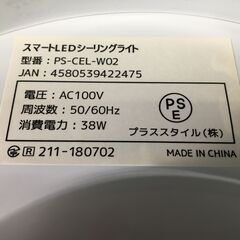 スマートLEDシーリングライト
型番：PS-CEL-W02
JAN：4580539422475
電圧：AC100V
周波数：50/60Hz
消費電力：38W
PS
E
プラススタイル（株）
R 211-180702
MADE IN CHINA